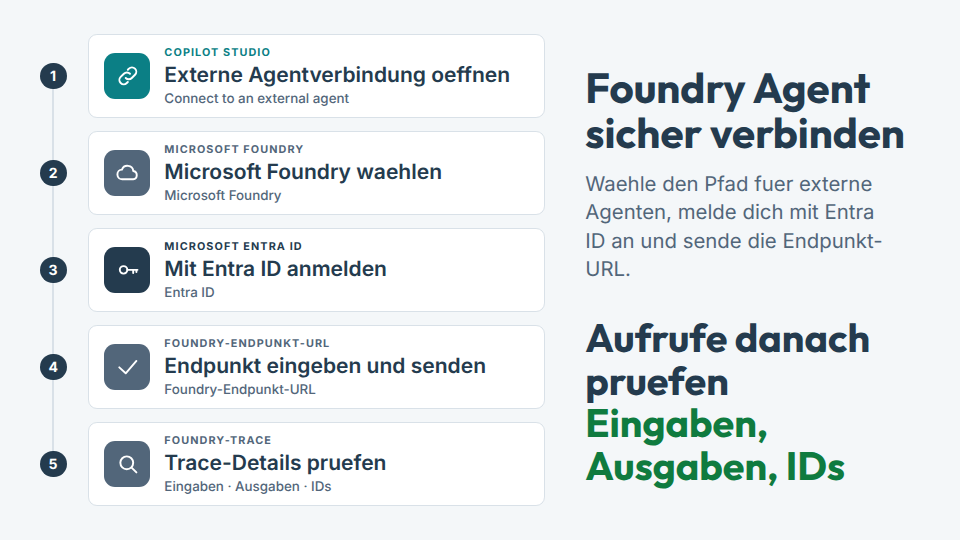 1
COPILOT STUDIO
Externe Agentverbindung oeffnen
Connect to an external agent
2
MICROSOFT FOUNDRY
Microsoft Foundry waehlen
Microsoft Foundry
3
MICROSOFT ENTRA ID
Mit Entra ID anmelden
Entra ID
4
FOUNDRY-ENDPUNKT-URL
Endpunkt eingeben und senden
Foundry-Endpunkt-URL
5
FOUNDRY-TRACE
Trace-Details pruefen
Eingaben · Ausgaben · IDs
Foundry Agent
sicher verbinden
Waehle den Pfad fuer externe
Agenten, melde dich mit Entra
ID an und sende die Endpunkt-
URL.
Aufrufe danach
pruefen
Eingaben,
Ausgaben, IDs